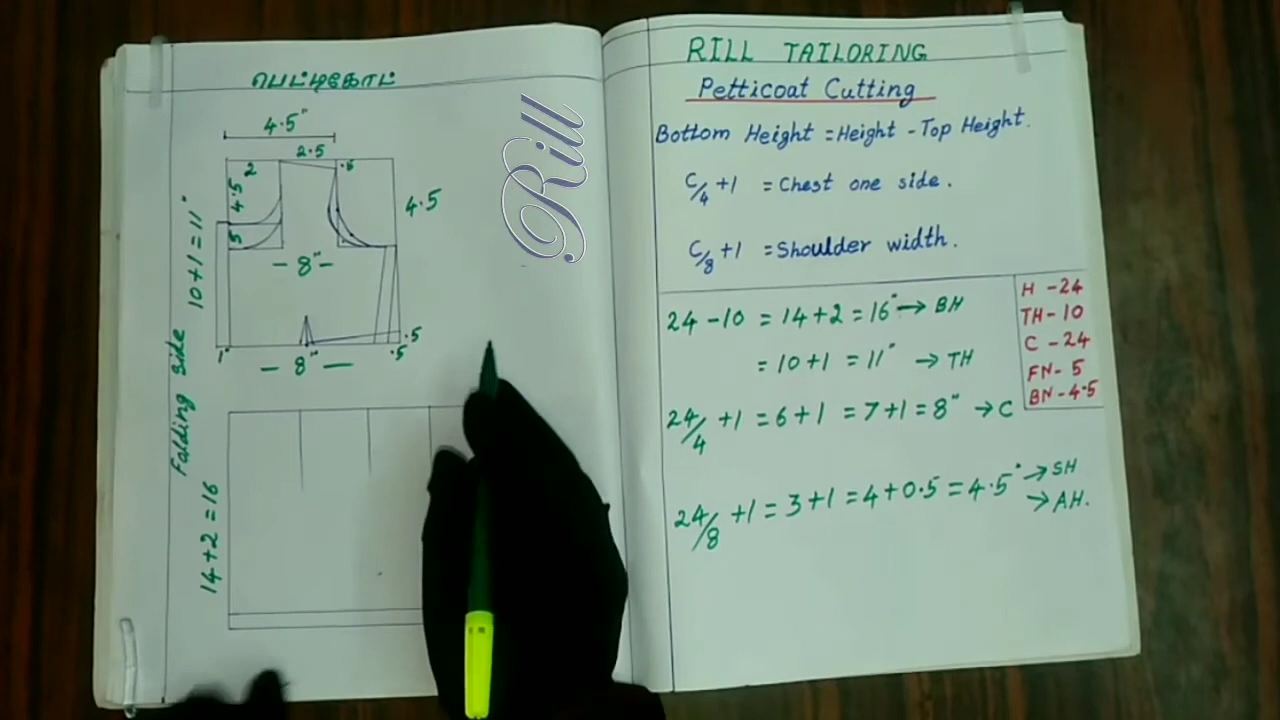 பெட்டிகோட்
4.5"
2.5
2
.5
4.5
4.5
5
10+1=11"
- 8" -
.5
.5
1"
- 8" -
Falding Side
14+2=16
Rill
RILL TAILORING
Petticoat Cutting
Bottom Height = Height - Top Height.
C/4 +1 = Chest one side.
C/8 +1 = Shoulder width.
H - 24
TH - 10
C - 24
FN - 5
BN - 4.5
24-10 = 14+2 = 16" → BH
= 10+1 = 11" → TH
24/4 +1 = 6+1 = 7+1 = 8" → C
24/8 +1 = 3+1 = 4+0.5 = 4.5" → SH
→ AH.